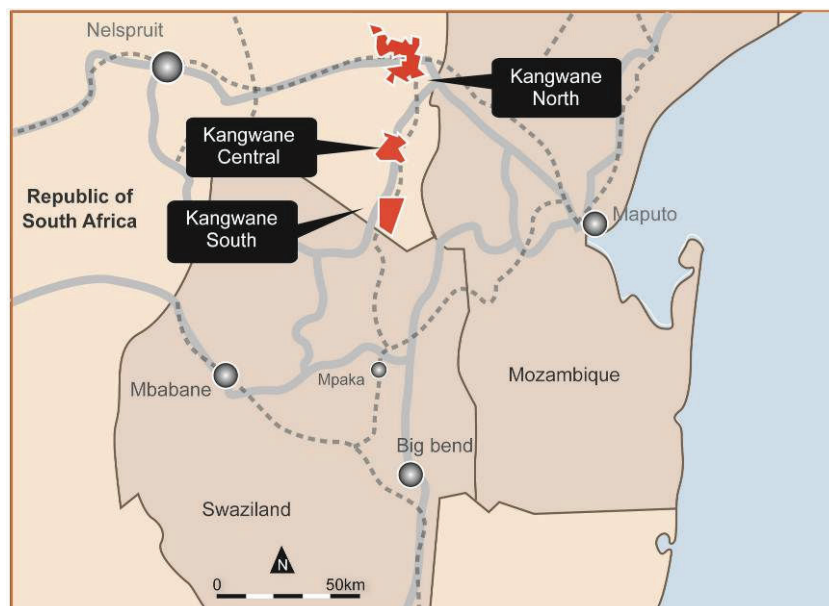 Nelspruit
Kangwane
North
Kangwane
Central
Republic of
South Africa
Kangwane
South
Maputo
Mbabane
Mpaka
Mozambique
Big bend
Swaziland
N
0 50km